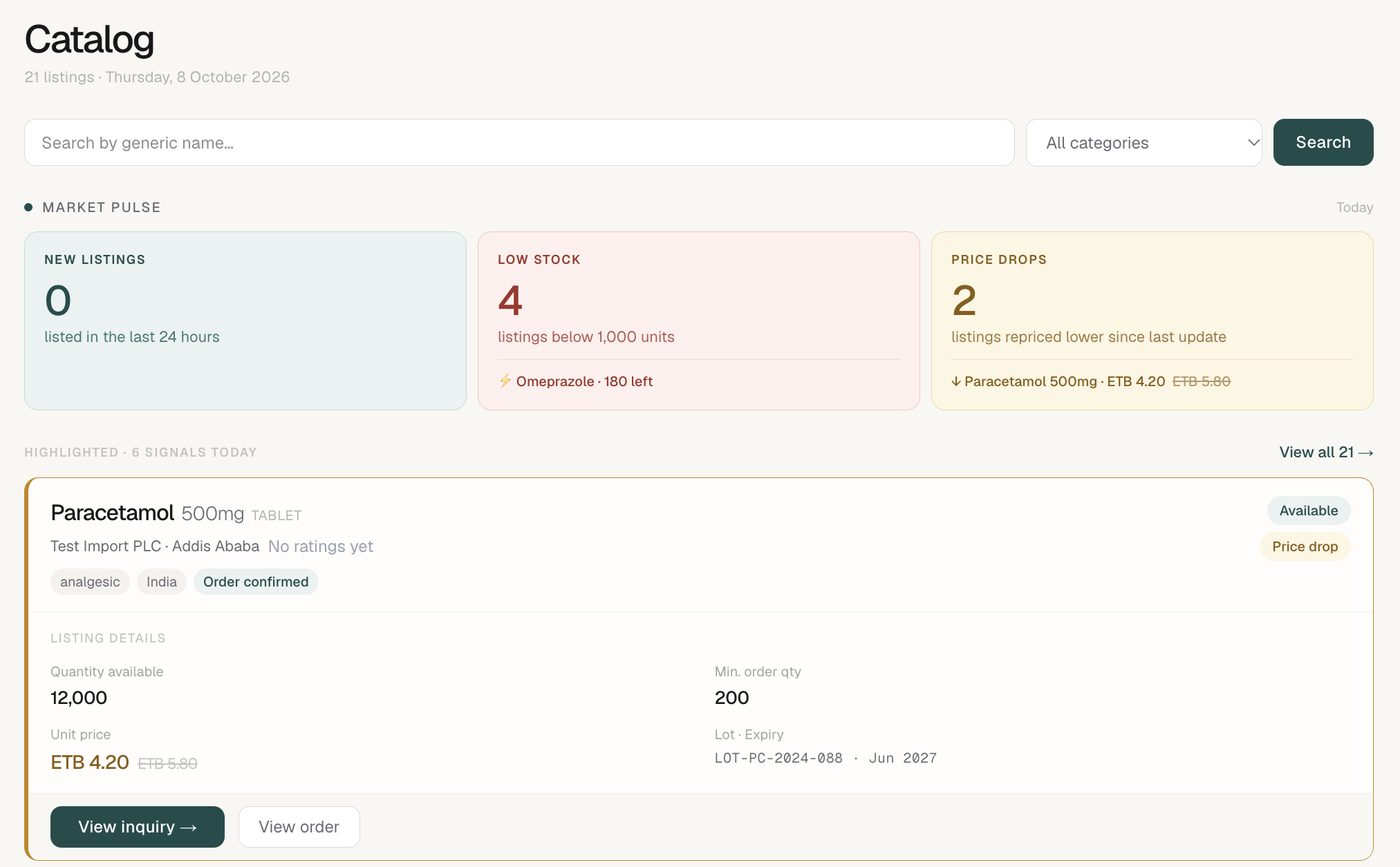 Catalog
21 listings · Thursday, 8 October 2026
Search by generic name…
All categories
Search
MARKET PULSE
Today
NEW LISTINGS
0
listed in the last 24 hours
LOW STOCK
4
listings below 1,000 units
⚡ Omeprazole · 180 left
PRICE DROPS
2
listings repriced lower since last update
↓ Paracetamol 500mg · ETB 4.20 ETB 5.80
HIGHLIGHTED · 6 SIGNALS TODAY
View all 21 →
Paracetamol 500mg TABLET
Available
Test Import PLC · Addis Ababa No ratings yet
Price drop
analgesic India Order confirmed
LISTING DETAILS
Quantity available
12,000
Min. order qty
200
Unit price
ETB 4.20 ETB 5.80
Lot · Expiry
LOT-PC-2024-088 · Jun 2027
View inquiry →
View order